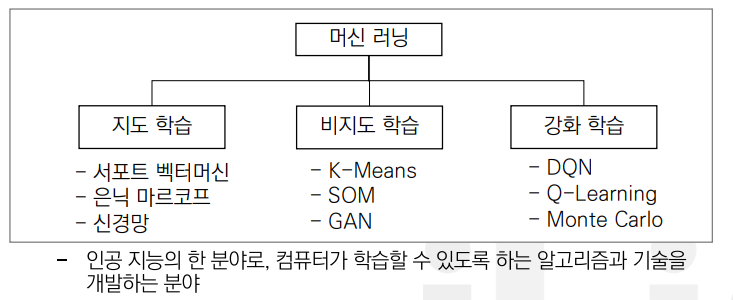 머신 러닝
지도 학습
비지도 학습
강화 학습
- 서포트 벡터머신
- 은닉 마르코프
- 신경망
- K-Means
- SOM
- GAN
- DQN
- Q-Learning
- Monte Carlo
- 인공 지능의 한 분야로, 컴퓨터가 학습할 수 있도록 하는 알고리즘과 기술을
개발하는 분야